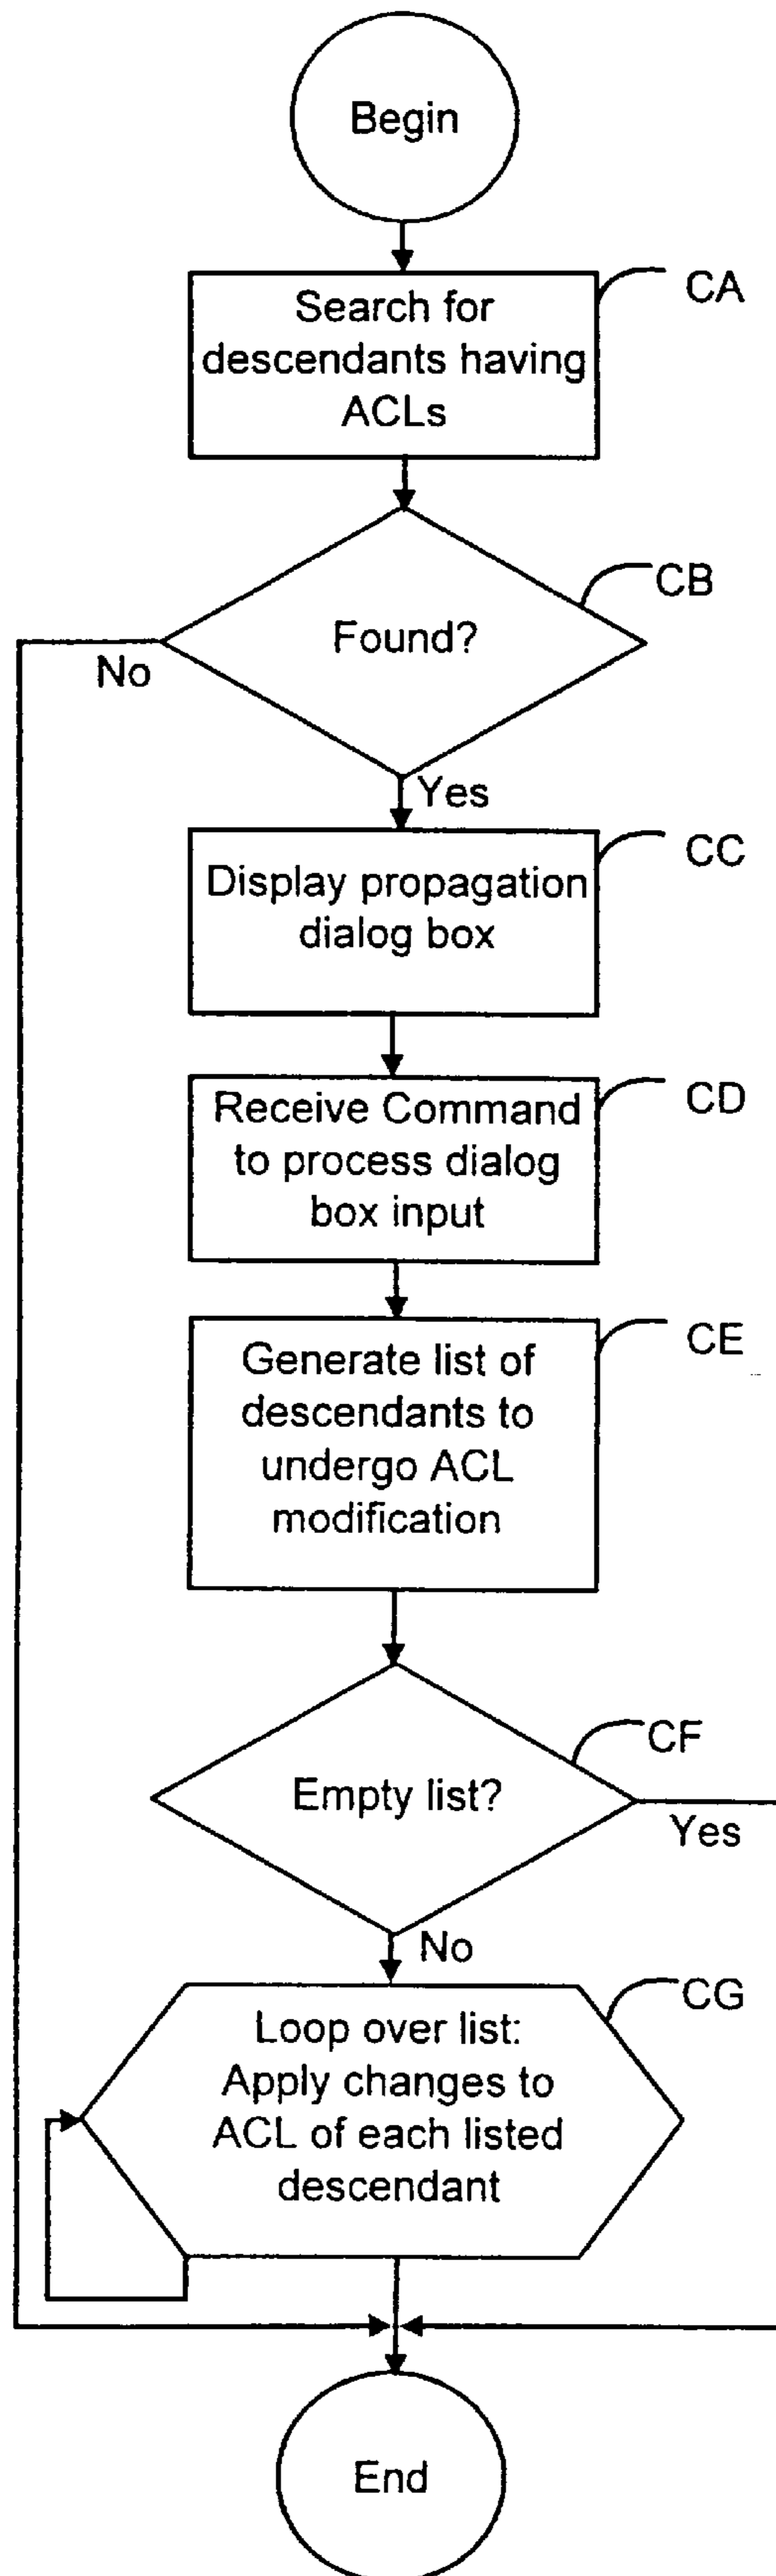 Begin
CA
Search for
descendants having
ACLs
CB
Found?
No
Yes
CC
Display propagation
dialog box
CD
Receive Command
to process dialog
box input
CE
Generate list of
descendants to
undergo ACL
modification
CF
Empty list?
Yes
No
CG
Loop over list:
Apply changes to
ACL of each listed
descendant
End